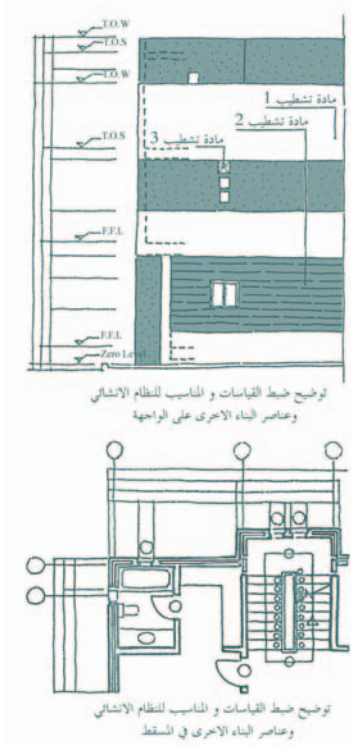 T.O.W
T.O.S
T.O.W
مادة تشطيب 1
مادة تشطيب 2
مادة تشطيب 3
T.O.S
F.F.L
F.F.L
Zero Level
توضيح ضبط القياسات و المناسيب للنظام الانشائي
وعناصر البناء الاخرى على الواجهة
توضيح ضبط القياسات و المناسيب للنظام الانشائي
وعناصر البناء الاخرى في المسقط